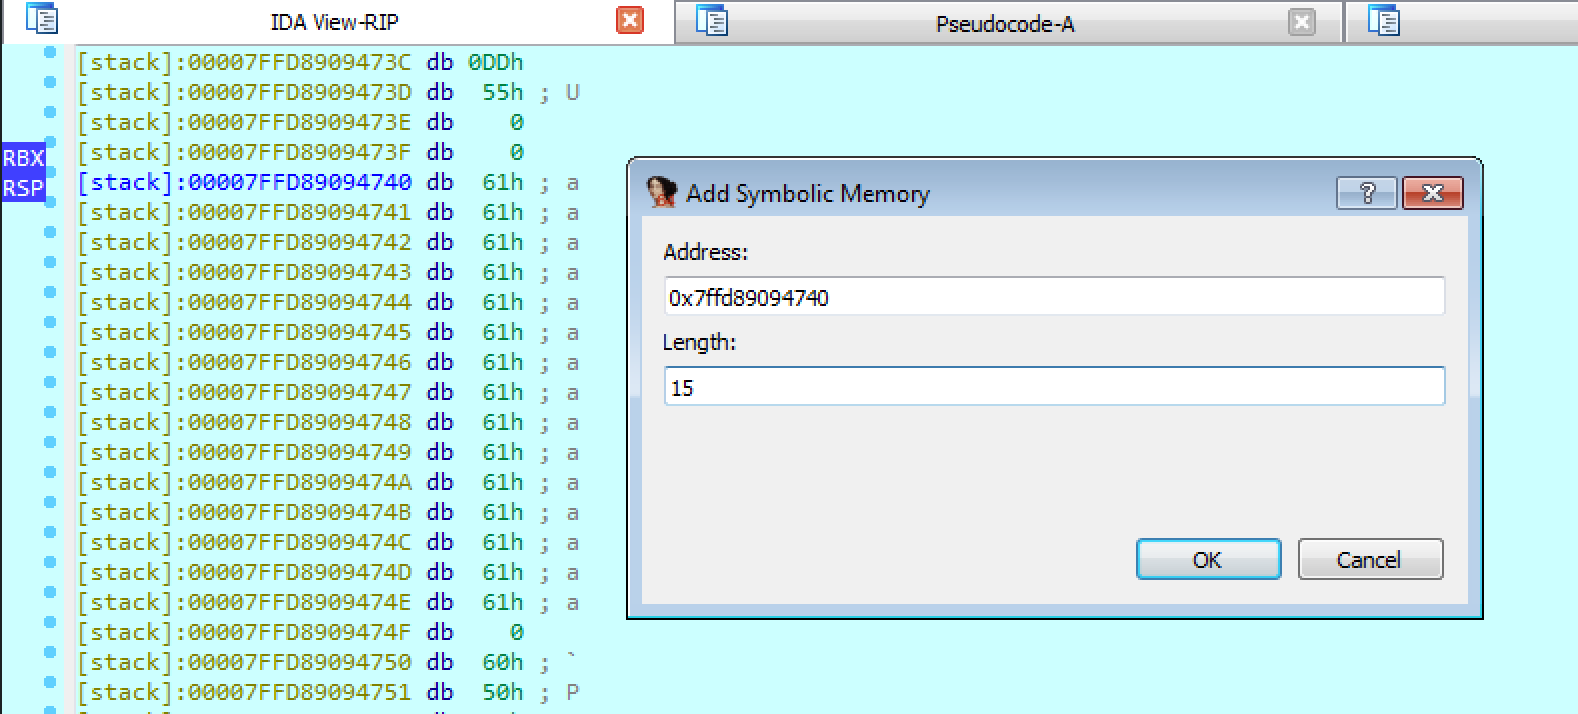 IDA View-RIP
Pseudocode-A
[stack]:00007FFD8909473C db 0DDh
[stack]:00007FFD8909473D db 55h ; U
[stack]:00007FFD8909473E db 0
[stack]:00007FFD8909473F db 0
RBX
RSP
[stack]:00007FFD89094740 db 61h ; a
[stack]:00007FFD89094741 db 61h ; a
[stack]:00007FFD89094742 db 61h ; a
[stack]:00007FFD89094743 db 61h ; a
[stack]:00007FFD89094744 db 61h ; a
[stack]:00007FFD89094745 db 61h ; a
[stack]:00007FFD89094746 db 61h ; a
[stack]:00007FFD89094747 db 61h ; a
[stack]:00007FFD89094748 db 61h ; a
[stack]:00007FFD89094749 db 61h ; a
[stack]:00007FFD8909474A db 61h ; a
[stack]:00007FFD8909474B db 61h ; a
[stack]:00007FFD8909474C db 61h ; a
[stack]:00007FFD8909474D db 61h ; a
[stack]:00007FFD8909474E db 61h ; a
[stack]:00007FFD8909474F db 0
[stack]:00007FFD89094750 db 60h ; `
[stack]:00007FFD89094751 db 50h ; P
Add Symbolic Memory
?
Address:
0x7ffd89094740
Length:
15
OK
Cancel